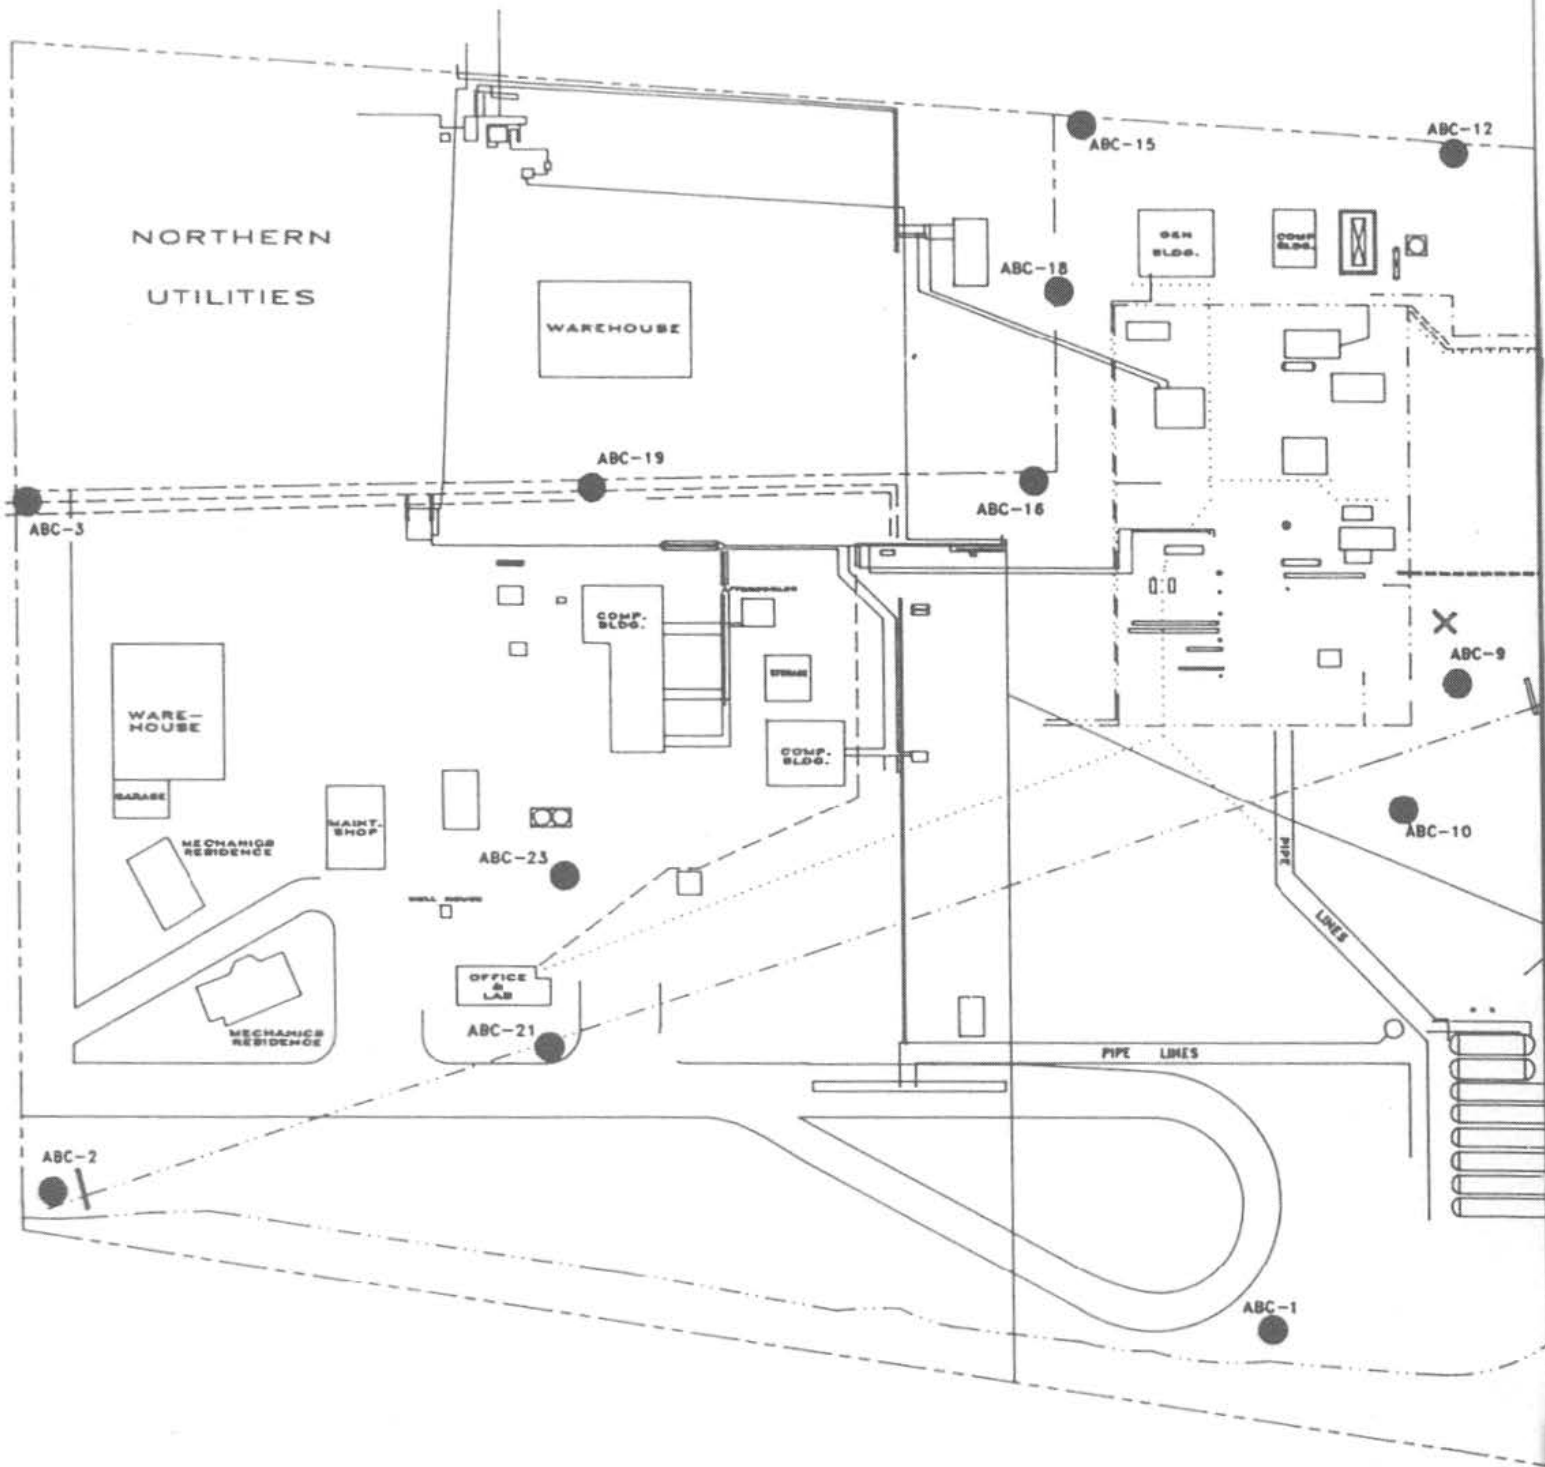 ABC-12
ABC-15
NORTHERN
UTILITIES
GEN
BLDG.
COMP.
BLDG.
ABC-18
WAREHOUSE
ABC-19
ABC-16
ABC-3
COMP.
BLDG.
STORAGE
ABC-9
WARE-
HOUSE
COMP.
BLDG.
GARAGE
MAINT.
SHOP
ABC-10
MECHANICS
RESIDENCE
ABC-23
PIPE
LINES
WELL HOUSE
OFFICE
&
LAB
ABC-21
MECHANICS
RESIDENCE
PIPE LINES
ABC-2
ABC-1